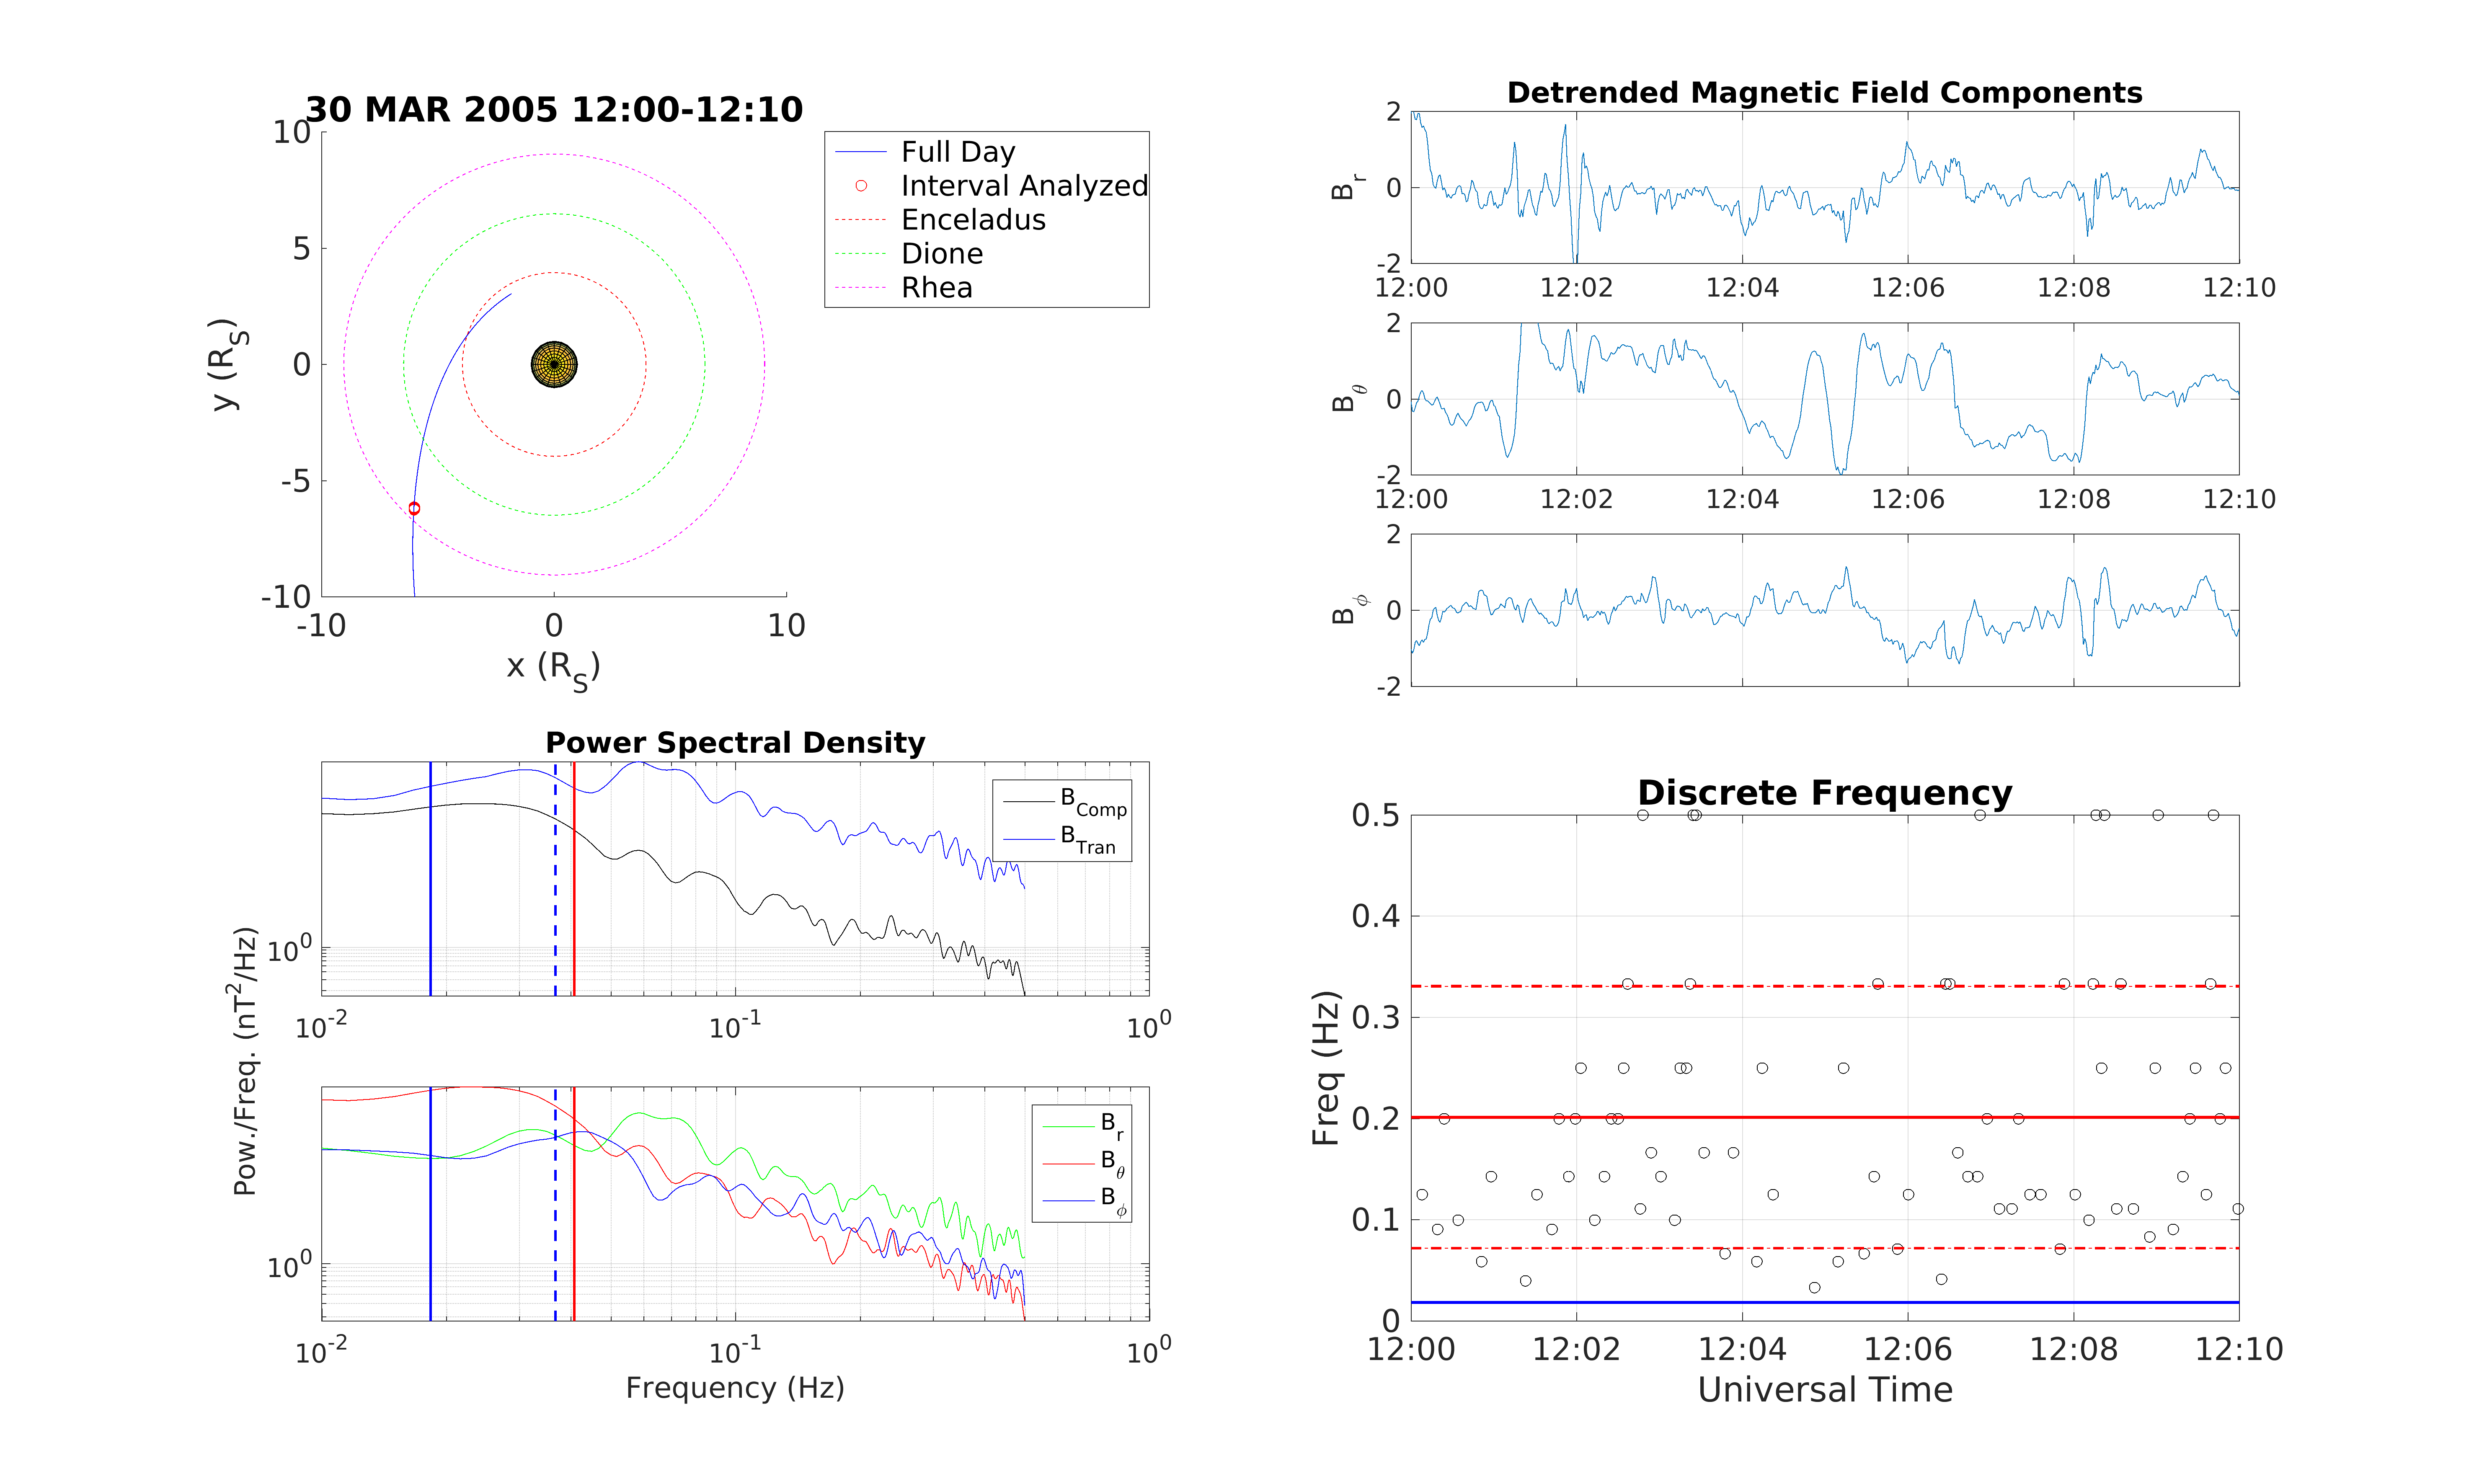 30 MAR 2005 12:00-12:10
10
5
0
-5
-10
-10 0 10
y (R_S)
x (R_S)
Full Day
Interval Analyzed
Enceladus
Dione
Rhea
Detrended Magnetic Field Components
2
0
-2
B_r
12:00 12:02 12:04 12:06 12:08 12:10
2
0
-2
B_θ
12:00 12:02 12:04 12:06 12:08 12:10
2
0
-2
B_ϕ
Power Spectral Density
B_Comp
B_Tran
10^0
10^-2 10^-1 10^0
Pow./Freq. (nT^2/Hz)
B_r
B_θ
B_ϕ
10^0
10^-2 10^-1 10^0
Frequency (Hz)
Discrete Frequency
0.5
0.4
0.3
0.2
0.1
0
Freq (Hz)
12:00 12:02 12:04 12:06 12:08 12:10
Universal Time